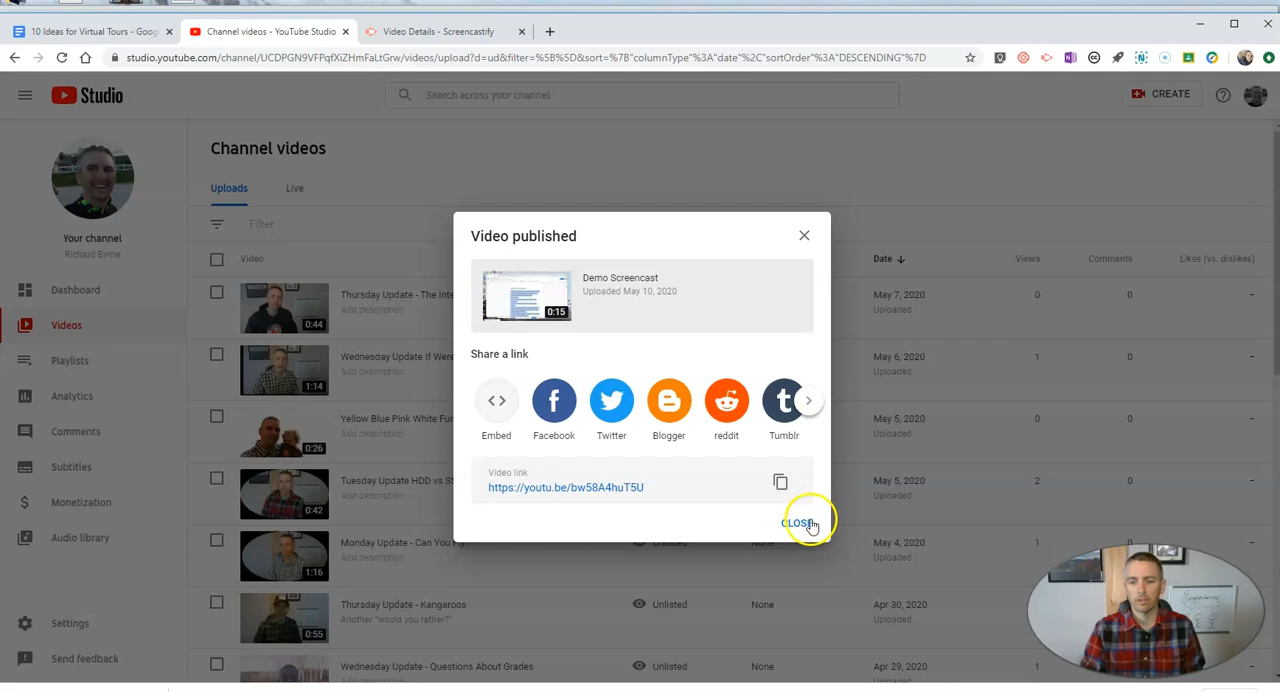 10 Ideas for Virtual Tours - Goog
Channel videos - YouTube Studio
Video Details - Screencastify
studio.youtube.com/channel/UCDPGN9VFPqfXiZHmFnLtGrw/videos/upload?d=ud&filter=%5B%5D&sort=%7B"columnType"%3A"date"%2C"sortOrder"%3A"DESCENDING"%7D
Studio
Search across your channel
CREATE
Channel videos
Uploads
Live
Filter
Your channel
Richard Byrne
Dashboard
Videos
Playlists
Analytics
Comments
Subtitles
Monetization
Audio library
Settings
Send feedback
Video
Date
Views
Comments
Likes (vs. dislikes)
Thursday Update - The Inte
Add description
0:44
May 7, 2020
Uploaded
0
0
–
Wednesday Update If Were
Add description
1:14
May 6, 2020
Uploaded
1
0
–
Yellow Blue Pink White Fur
Add description
0:26
May 5, 2020
Uploaded
0
0
–
Tuesday Update HDD vs SS
Add description
0:42
May 5, 2020
Uploaded
2
0
–
Monday Update - Can You Fly
Add description
1:16
Unlisted
None
May 4, 2020
Uploaded
1
0
–
Thursday Update - Kangaroos
Another "would you rather?"
0:55
Unlisted
None
Apr 30, 2020
Uploaded
0
0
–
Wednesday Update - Questions About Grades
Unlisted
None
Apr 29, 2020
1
0
–
Video published
Demo Screencast
Uploaded May 10, 2020
0:15
Share a link
Embed
Facebook
Twitter
Blogger
reddit
Tumblr
Video link
https://youtu.be/bw58A4huT5U
CLOSE